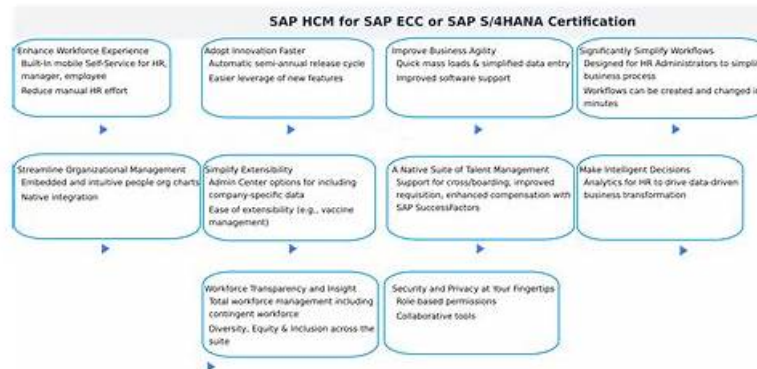 SAP HCM for SAP ECC or SAP S/4HANA Certification
Enhance Workforce Experience
Built-In mobile Self-Service for HR,
manager, employee
Reduce manual HR effort
Adopt Innovation Faster
Automatic semi-annual release cycle
Easier leverage of new features
Improve Business Agility
Quick mass loads & simplified data entry
Improved software support
Significantly Simplify Workflows
Designed for HR Administrators to simpli
business process
Workflows can be created and changed i
minutes
Streamline Organizational Management
Embedded and intuitive people org charts
Native integration
Simplify Extensibility
Admin Center options for including
company-specific data
Ease of extensibility (e.g., vaccine
management)
A Native Suite of Talent Management
Support for cross/boarding, improved
requisition, enhanced compensation with
SAP SuccessFactors
Make Intelligent Decisions
Analytics for HR to drive data-driven
business transformation
Workforce Transparency and Insight
Total workforce management including
contingent workforce
Diversity, Equity & Inclusion across the
suite
Security and Privacy at Your Fingertips
Role-based permissions
Collaborative tools